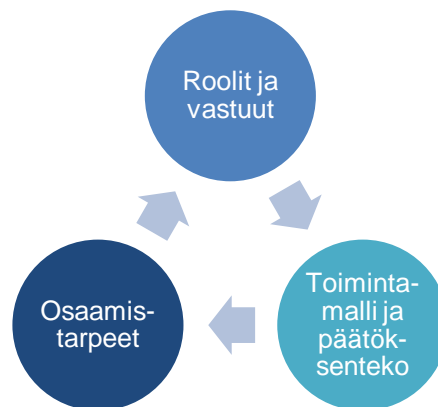 Roolit ja
vastuut
Toiminta-
malli ja
päätök-
senteko
Osaamis-
tarpeet